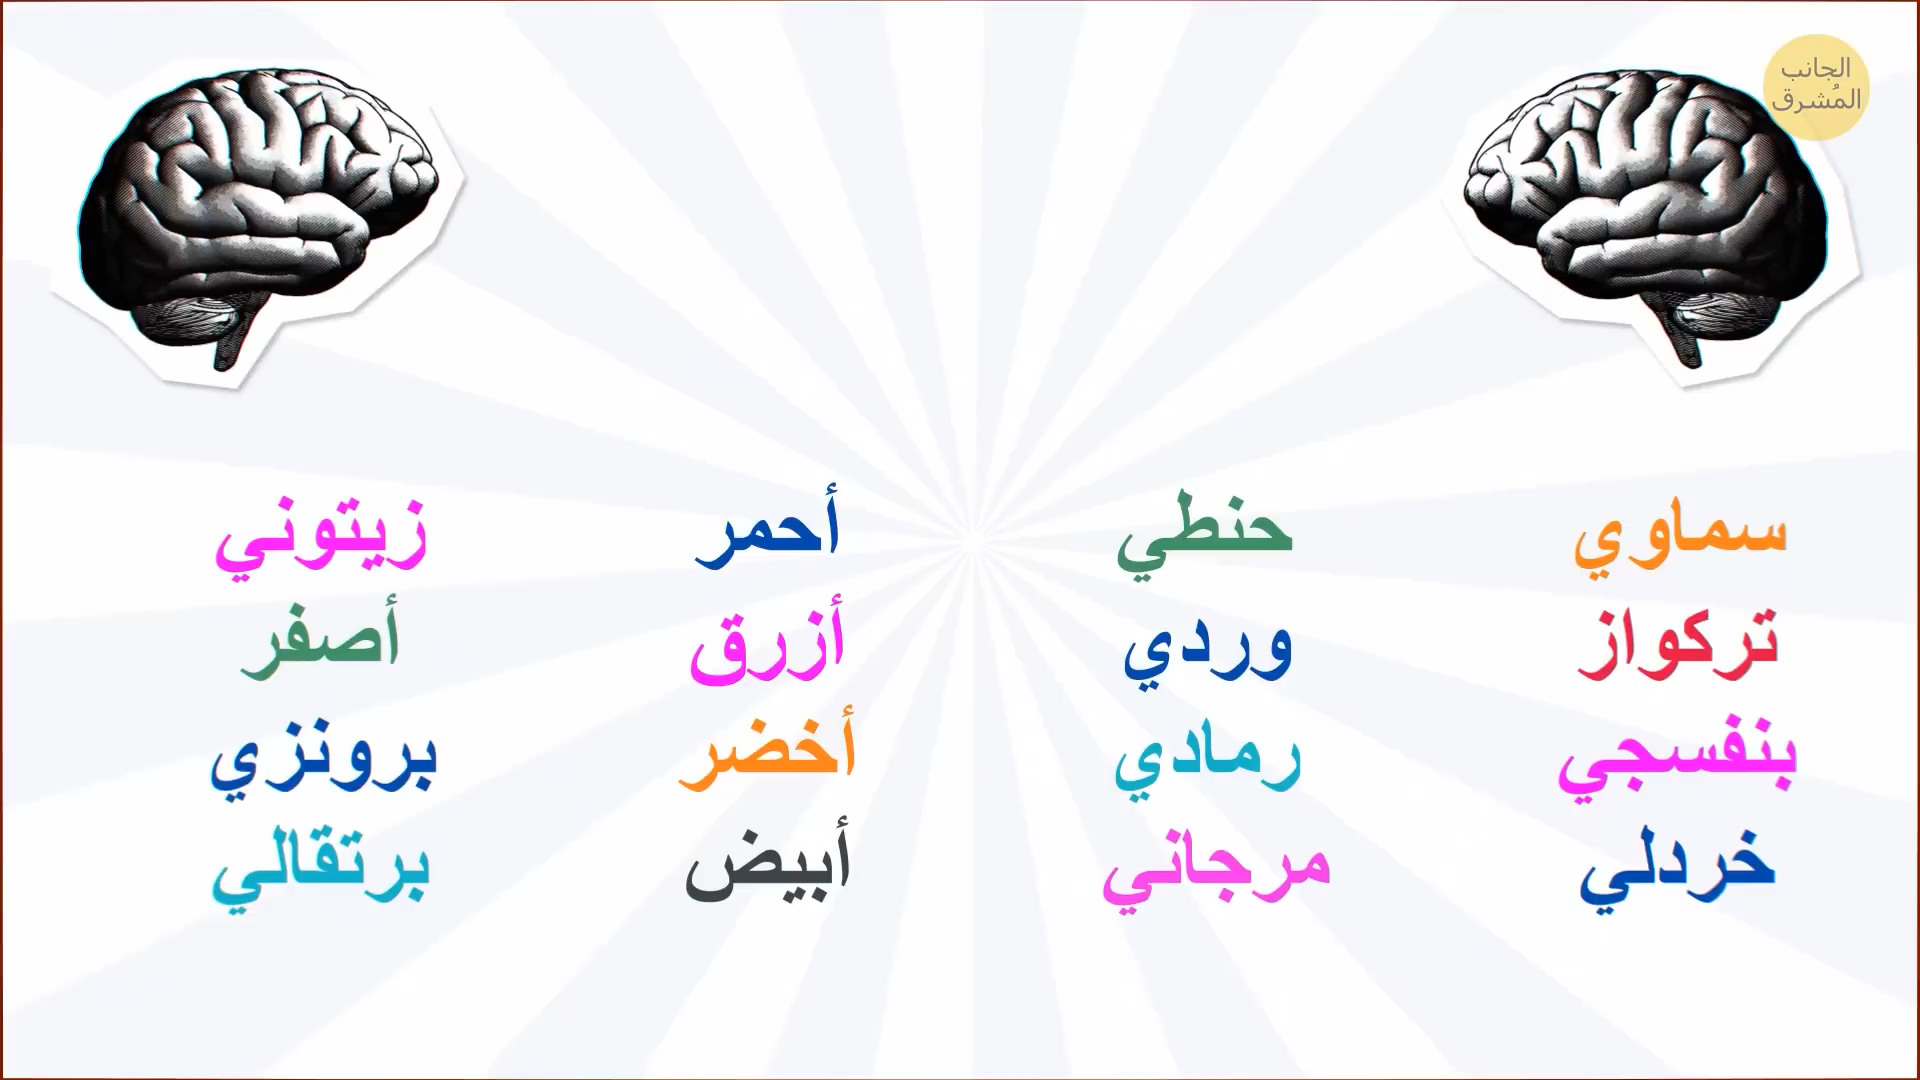 الجانب
المُشرق
سماوي حنطي أحمر زيتوني
تركواز وردي أزرق أصفر
بنفسجي رمادي أخضر برونزي
خردلي مرجاني أبيض برتقالي